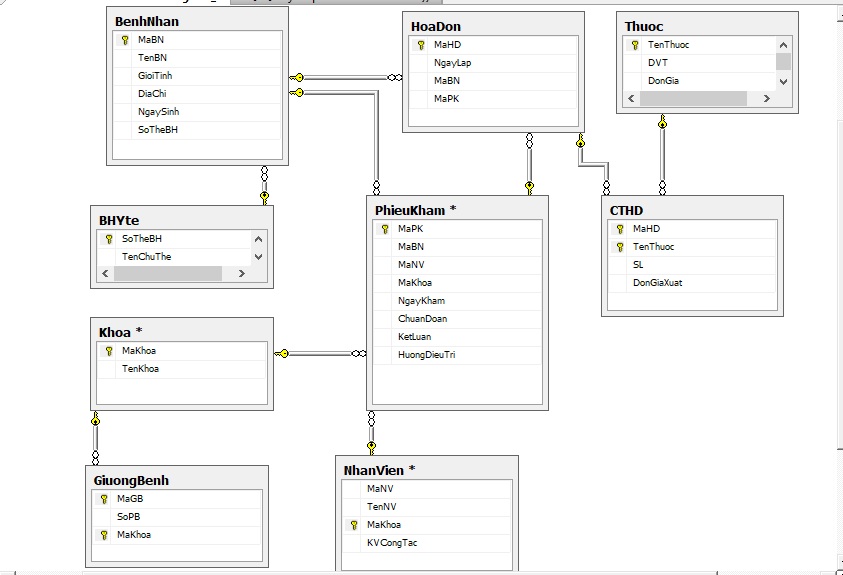 BenhNhan
MaBN
TenBN
GioiTinh
DiaChi
NgaySinh
SoTheBH
HoaDon
MaHD
NgayLap
MaBN
MaPK
Thuoc
TenThuoc
DVT
DonGia
BHYte
SoTheBH
TenChuThe
PhieuKham *
MaPK
MaBN
MaNV
MaKhoa
NgayKham
ChuanDoan
KetLuan
HuongDieuTri
CTHD
MaHD
TenThuoc
SL
DonGiaXuat
Khoa *
MaKhoa
TenKhoa
GiuongBenh
MaGB
SoPB
MaKhoa
NhanVien *
MaNV
TenNV
MaKhoa
KVCongTac